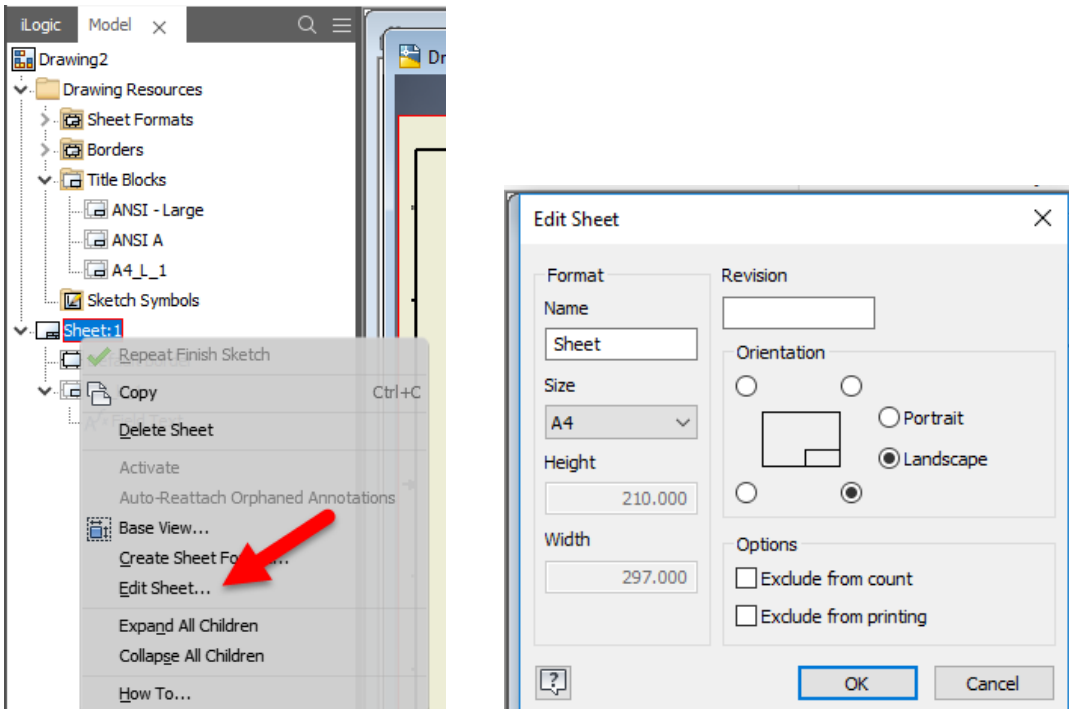 iLogic Model
Drawing2
Dr
Drawing Resources
Sheet Formats
Borders
Title Blocks
ANSI - Large
ANSI A
A4_L_1
Sketch Symbols
Sheet:1
Repeat Finish Sketch
Copy Ctrl+C
Delete Sheet
Activate
Auto-Reattach Orphaned Annotations
Base View...
Create Sheet
Edit Sheet...
Expand All Children
Collapse All Children
How To...
Edit Sheet
Format
Name
Sheet
Size
A4
Height
210.000
Width
297.000
Revision
Orientation
Portrait
Landscape
Options
Exclude from count
Exclude from printing
OK Cancel